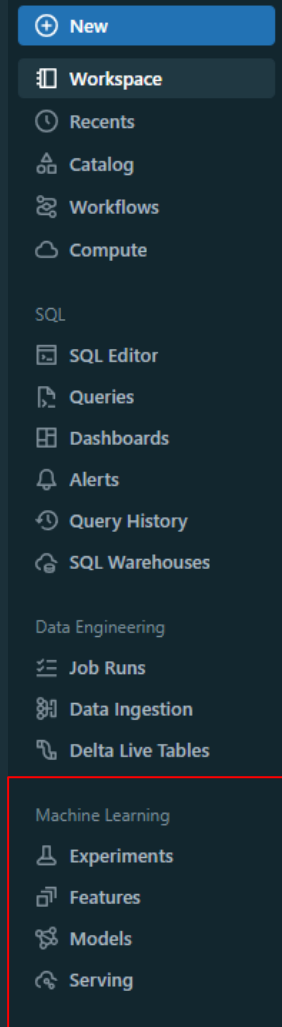 New
Workspace
Recents
Catalog
Workflows
Compute
SQL
SQL Editor
Queries
Dashboards
Alerts
Query History
SQL Warehouses
Data Engineering
Job Runs
Data Ingestion
Delta Live Tables
Machine Learning
Experiments
Features
Models
Serving